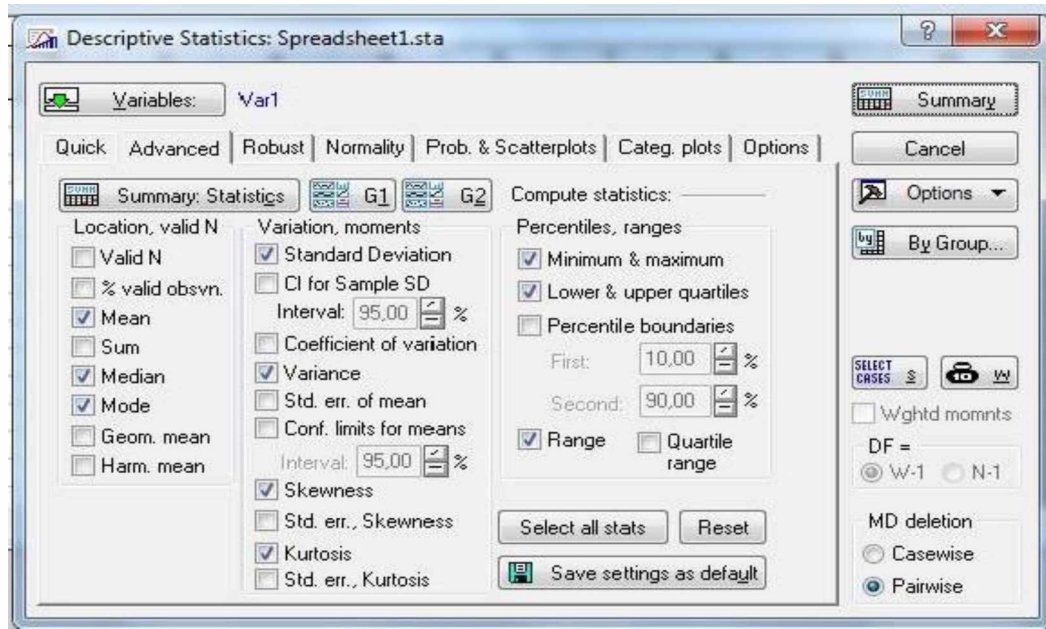 Descriptive Statistics: Spreadsheet1.sta
?
Variables:
Var1
SUMM
Summary
Quick
Advanced
Robust
Normality
Prob. & Scatterplots
Categ. plots
Options
Cancel
Options
by
By Group...
SUMM
Summary: Statistics
G1
G2
Compute statistics:
Location, valid N
Valid N
% valid obsvn.
Mean
Sum
Median
Mode
Geom. mean
Harm. mean
Variation, moments
Standard Deviation
CI for Sample SD
Interval: 95,00 %
Coefficient of variation
Variance
Std. err. of mean
Conf. limits for means
Interval: 95,00 %
Skewness
Std. err., Skewness
Kurtosis
Std. err., Kurtosis
Percentiles, ranges
Minimum & maximum
Lower & upper quartiles
Percentile boundaries
First: 10,00 %
Second: 90,00 %
Range
Quartile
range
Select all stats
Reset
Save settings as default
SELECT
CASES S
W
Wghtd momnts
DF =
W-1
N-1
MD deletion
Casewise
Pairwise